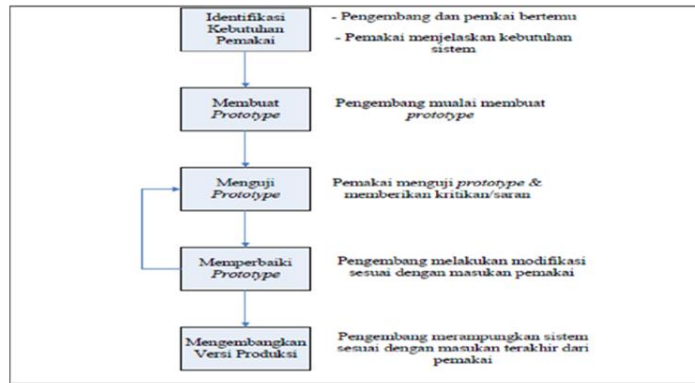 Identifikasi
Kebutuhan
Pemakai
- Pengembang dan pemkai bertemu
- Pemakai menjelaskan kebutuhan
sistem
Membuat
Prototype
Pengembang mualai membuat
prototype
Menguji
Prototype
Pemakai menguji prototype &
memberikan kritikan/saran
Memperbaiki
Prototype
Pengembang melakukan modifikasi
sesuai dengan masukan pemakai
Mengembangkan
Versi Produksi
Pengembang merampungkan sistem
sesuai dengan masukan terakhir dari
pemakai